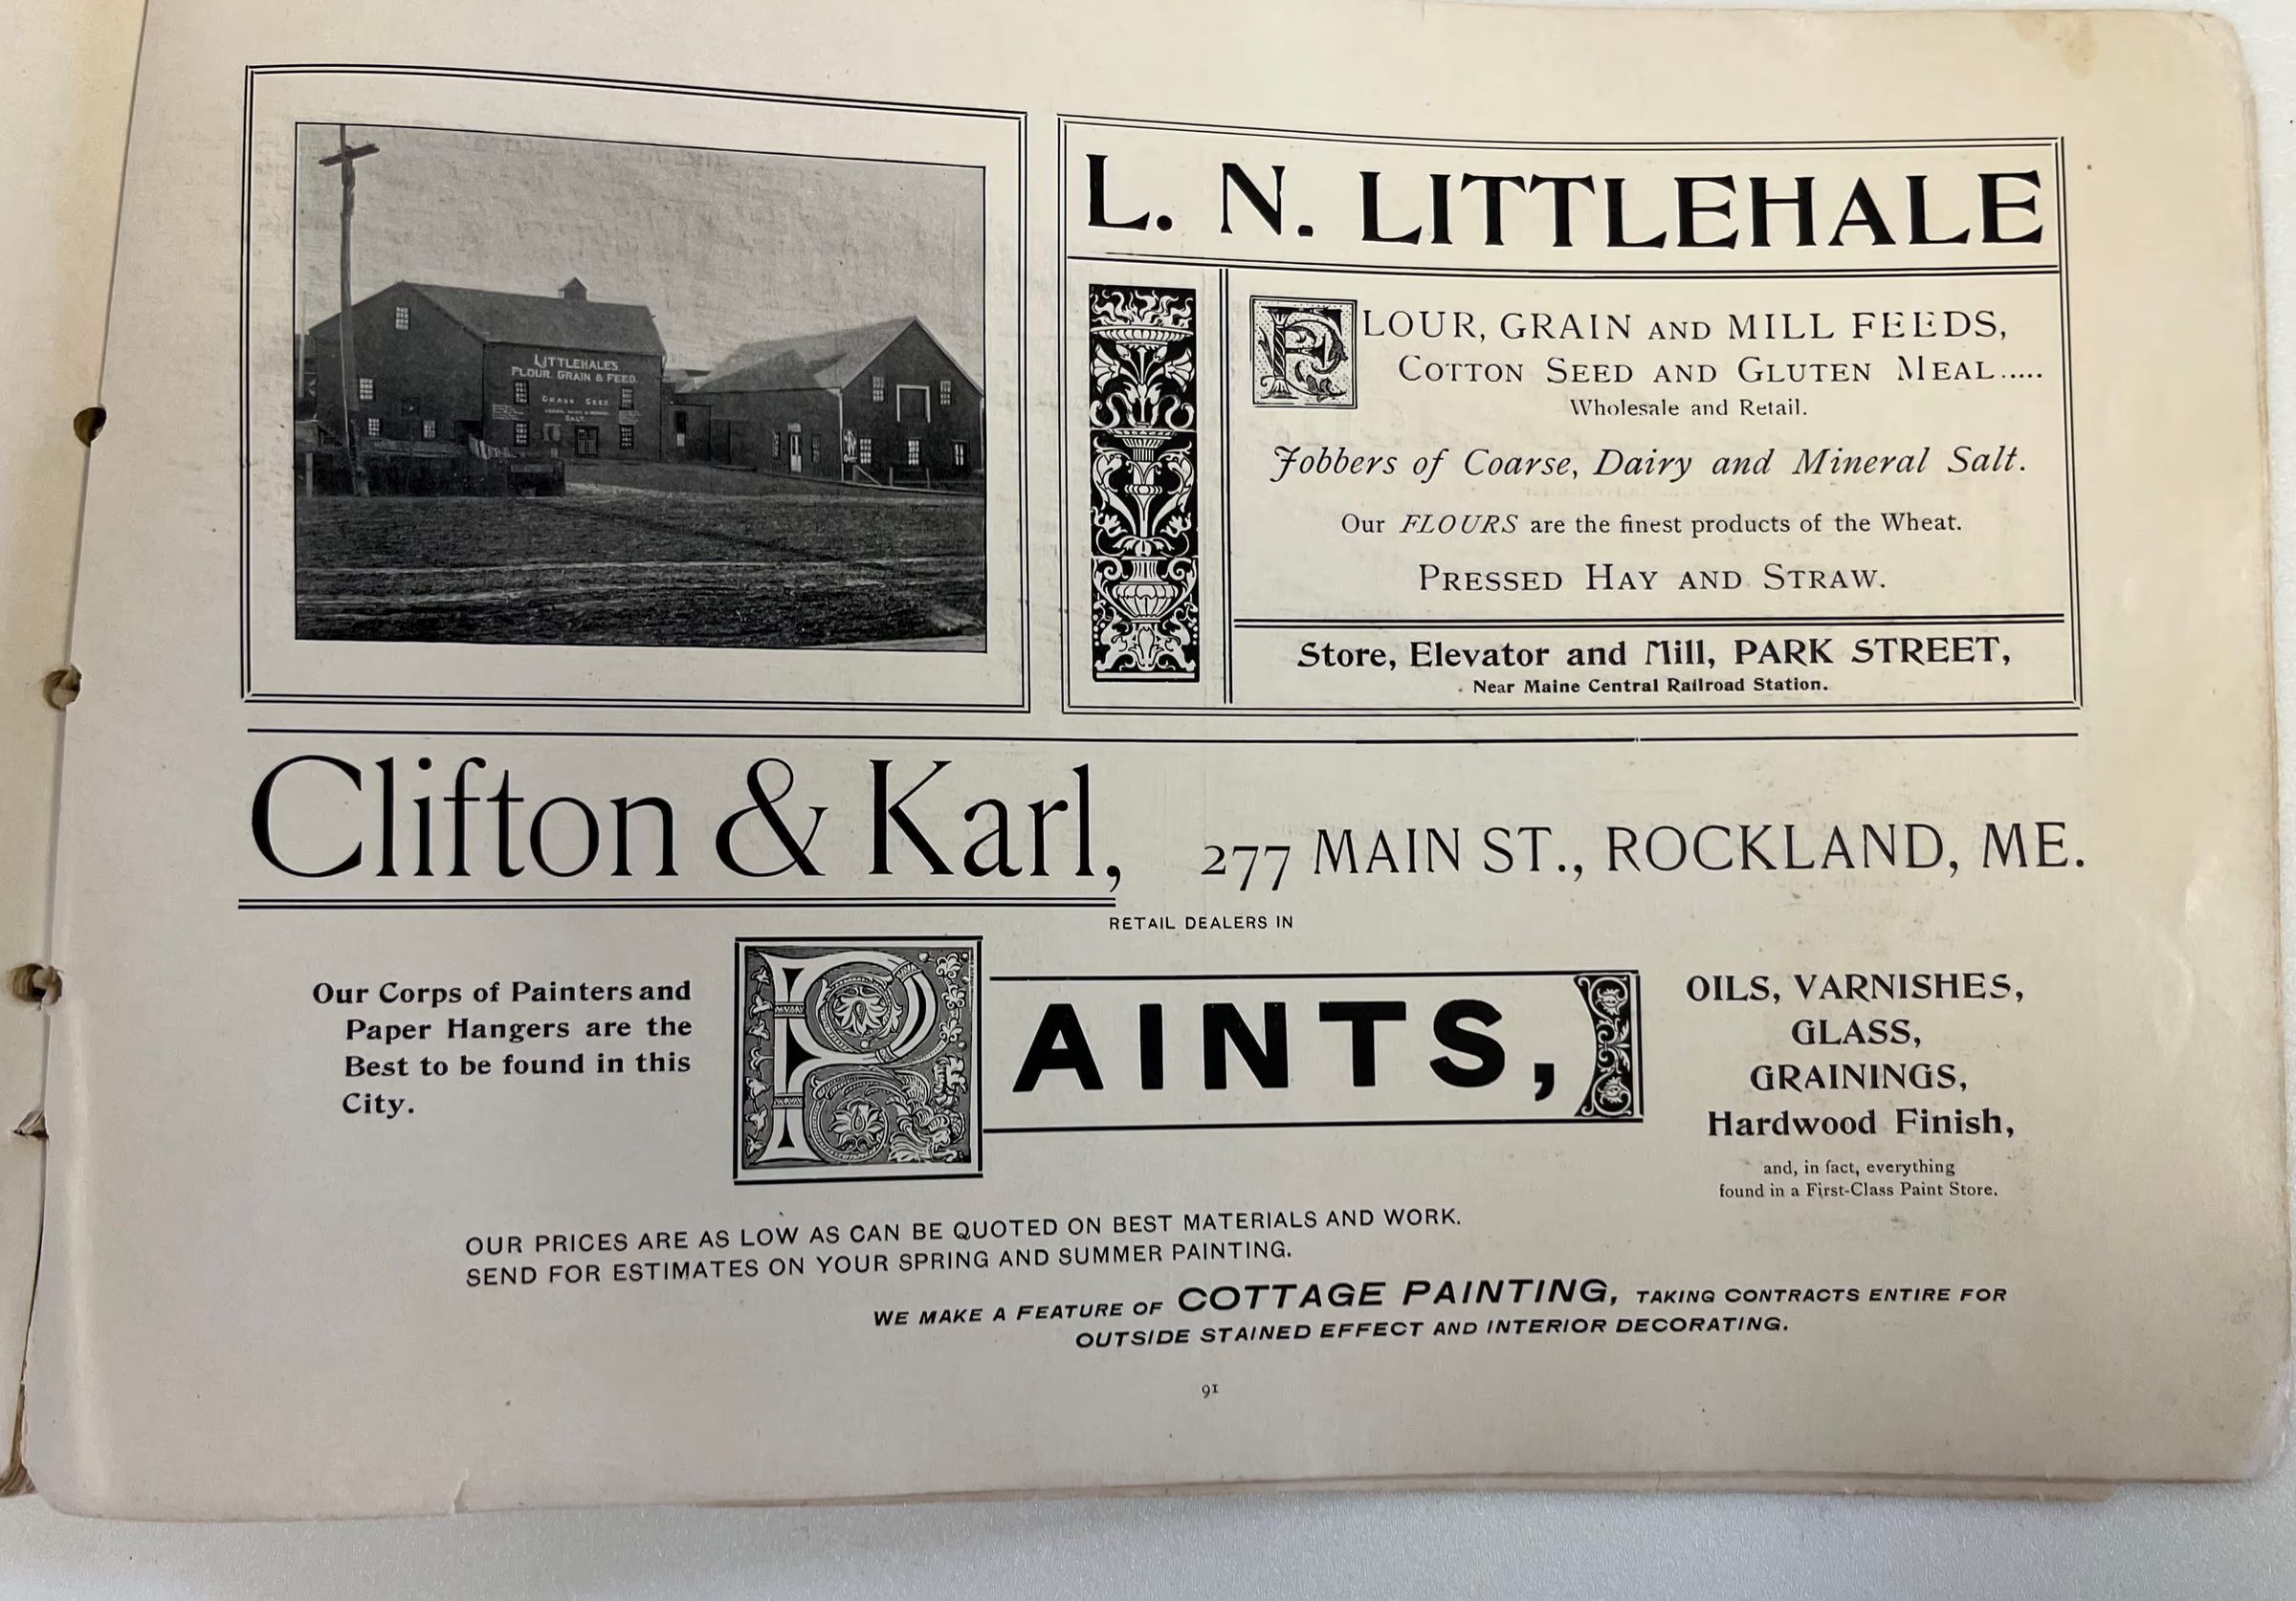 LITTLEHALE'S
FLOUR, GRAIN & FEED.
GRASS SEED
SALT
L. N. LITTLEHALE
FLOUR, GRAIN AND MILL FEEDS,
COTTON SEED AND GLUTEN MEAL.....
Wholesale and Retail.
Jobbers of Coarse, Dairy and Mineral Salt.
Our FLOURS are the finest products of the Wheat.
PRESSED HAY AND STRAW.
Store, Elevator and Mill, PARK STREET,
Near Maine Central Railroad Station.
Clifton & Karl, 277 MAIN ST., ROCKLAND, ME.
RETAIL DEALERS IN
Our Corps of Painters and
Paper Hangers are the
Best to be found in this
City.
PAINTS,
OILS, VARNISHES,
GLASS,
GRAININGS,
Hardwood Finish,
and, in fact, everything
found in a First-Class Paint Store.
OUR PRICES ARE AS LOW AS CAN BE QUOTED ON BEST MATERIALS AND WORK.
SEND FOR ESTIMATES ON YOUR SPRING AND SUMMER PAINTING.
WE MAKE A FEATURE OF COTTAGE PAINTING, TAKING CONTRACTS ENTIRE FOR
OUTSIDE STAINED EFFECT AND INTERIOR DECORATING.
91